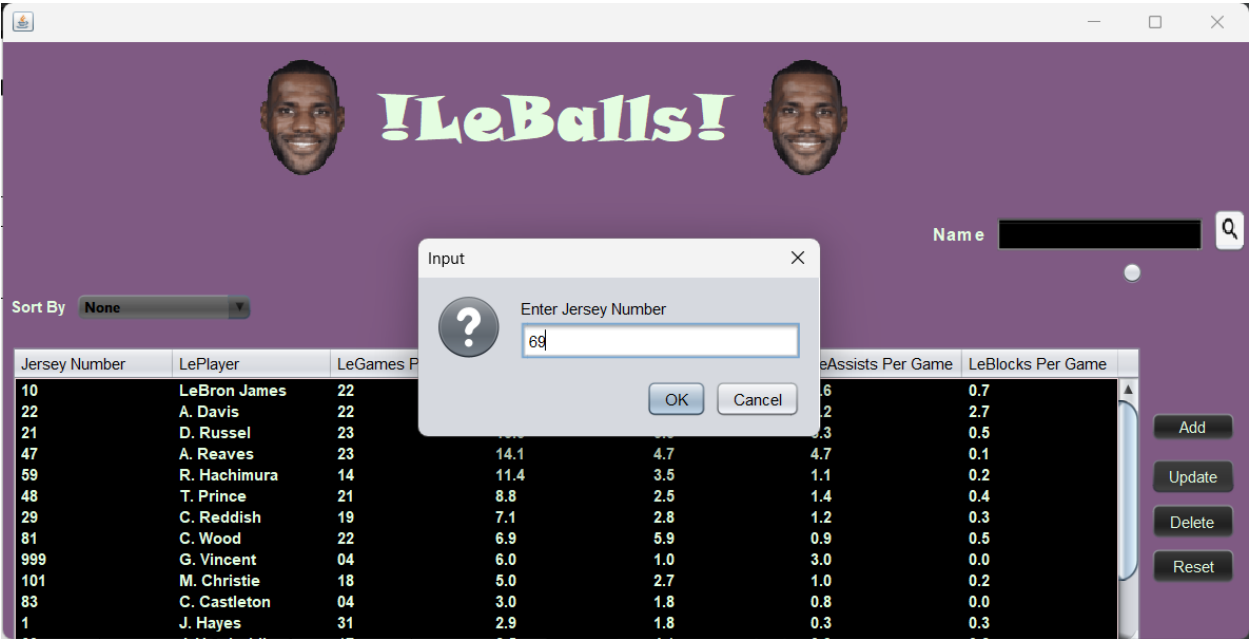 !LeBalls!
Name
Input
Enter Jersey Number
69
OK Cancel
Sort By None
Jersey Number LePlayer LeGames P eAssists Per Game LeBlocks Per Game
10 LeBron James 22 .6 0.7
22 A. Davis 22 .2 2.7
21 D. Russel 23 0.5
47 A. Reaves 23 14.1 4.7 4.7 0.1
59 R. Hachimura 14 11.4 3.5 1.1 0.2
48 T. Prince 21 8.8 2.5 1.4 0.4
29 C. Reddish 19 7.1 2.8 1.2 0.3
81 C. Wood 22 6.9 5.9 0.9 0.5
999 G. Vincent 04 6.0 1.0 3.0 0.0
101 M. Christie 18 5.0 2.7 1.0 0.2
83 C. Castleton 04 3.0 1.8 0.8 0.0
1 J. Hayes 31 2.9 1.8 0.3 0.3
Add
Update
Delete
Reset